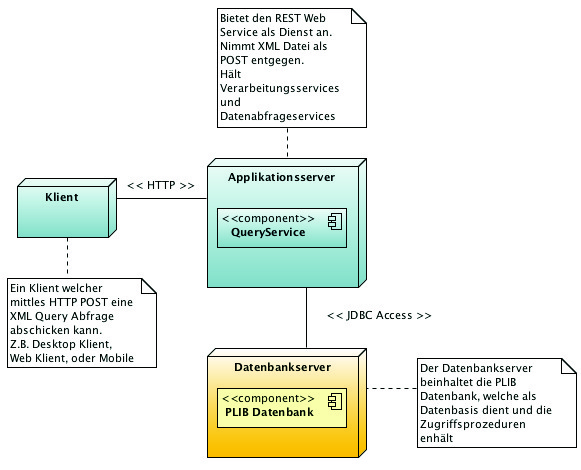 Bietet den REST Web
Service als Dienst an.
Nimmt XML Datei als
POST entgegen.
Hält
Verarbeitungsservices
und
Datenabfrageservices
Klient
<< HTTP >>
Applikationsserver
<<component>>
QueryService
Ein Klient welcher
mittles HTTP POST eine
XML Query Abfrage
abschicken kann.
Z.B. Desktop Klient,
Web Klient, oder Mobile
<< JDBC Access >>
Datenbankserver
<<component>>
PLIB Datenbank
Der Datenbankserver
beinhaltet die PLIB
Datenbank, welche als
Datenbasis dient und die
Zugriffsprozeduren
enhält